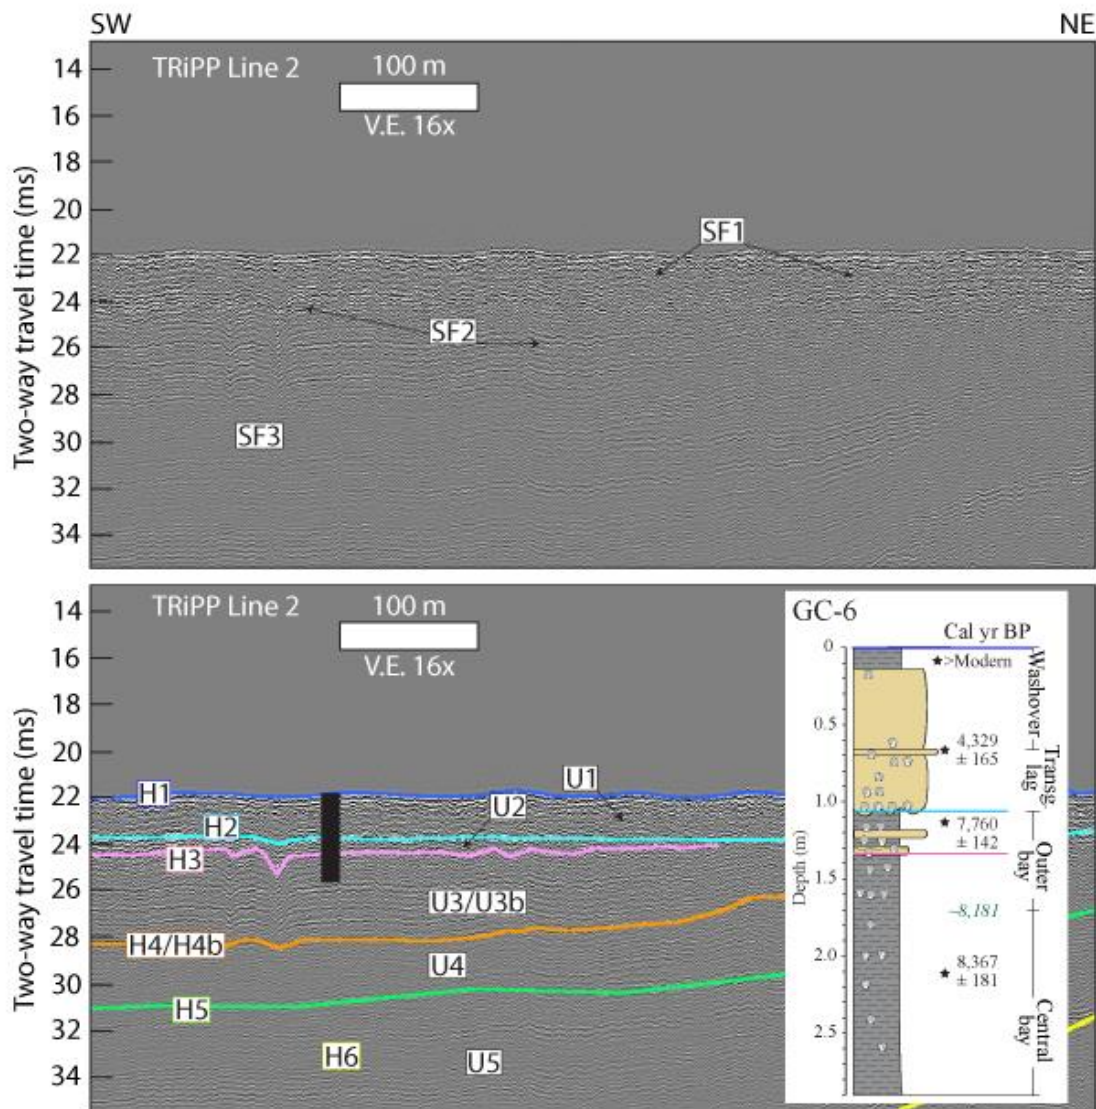 SW NE
TRiPP Line 2
100 m
V.E. 16x
Two-way travel time (ms)
14
16
18
20
22
24
26
28
30
32
34
SF1
SF2
SF3
TRiPP Line 2
100 m
V.E. 16x
Two-way travel time (ms)
14
16
18
20
22
24
26
28
30
32
34
H1
U1
U2
H2
H3
U3/U3b
H4/H4b
U4
H5
H6
U5
GC-6
Cal yr BP
Depth (m)
0
0.5
1.0
1.5
2.0
2.5
>Modern
4,329
± 165
7,760
± 142
~8,181
8,367
± 181
Washover
Transg.
lag
Outer
bay
Central
bay